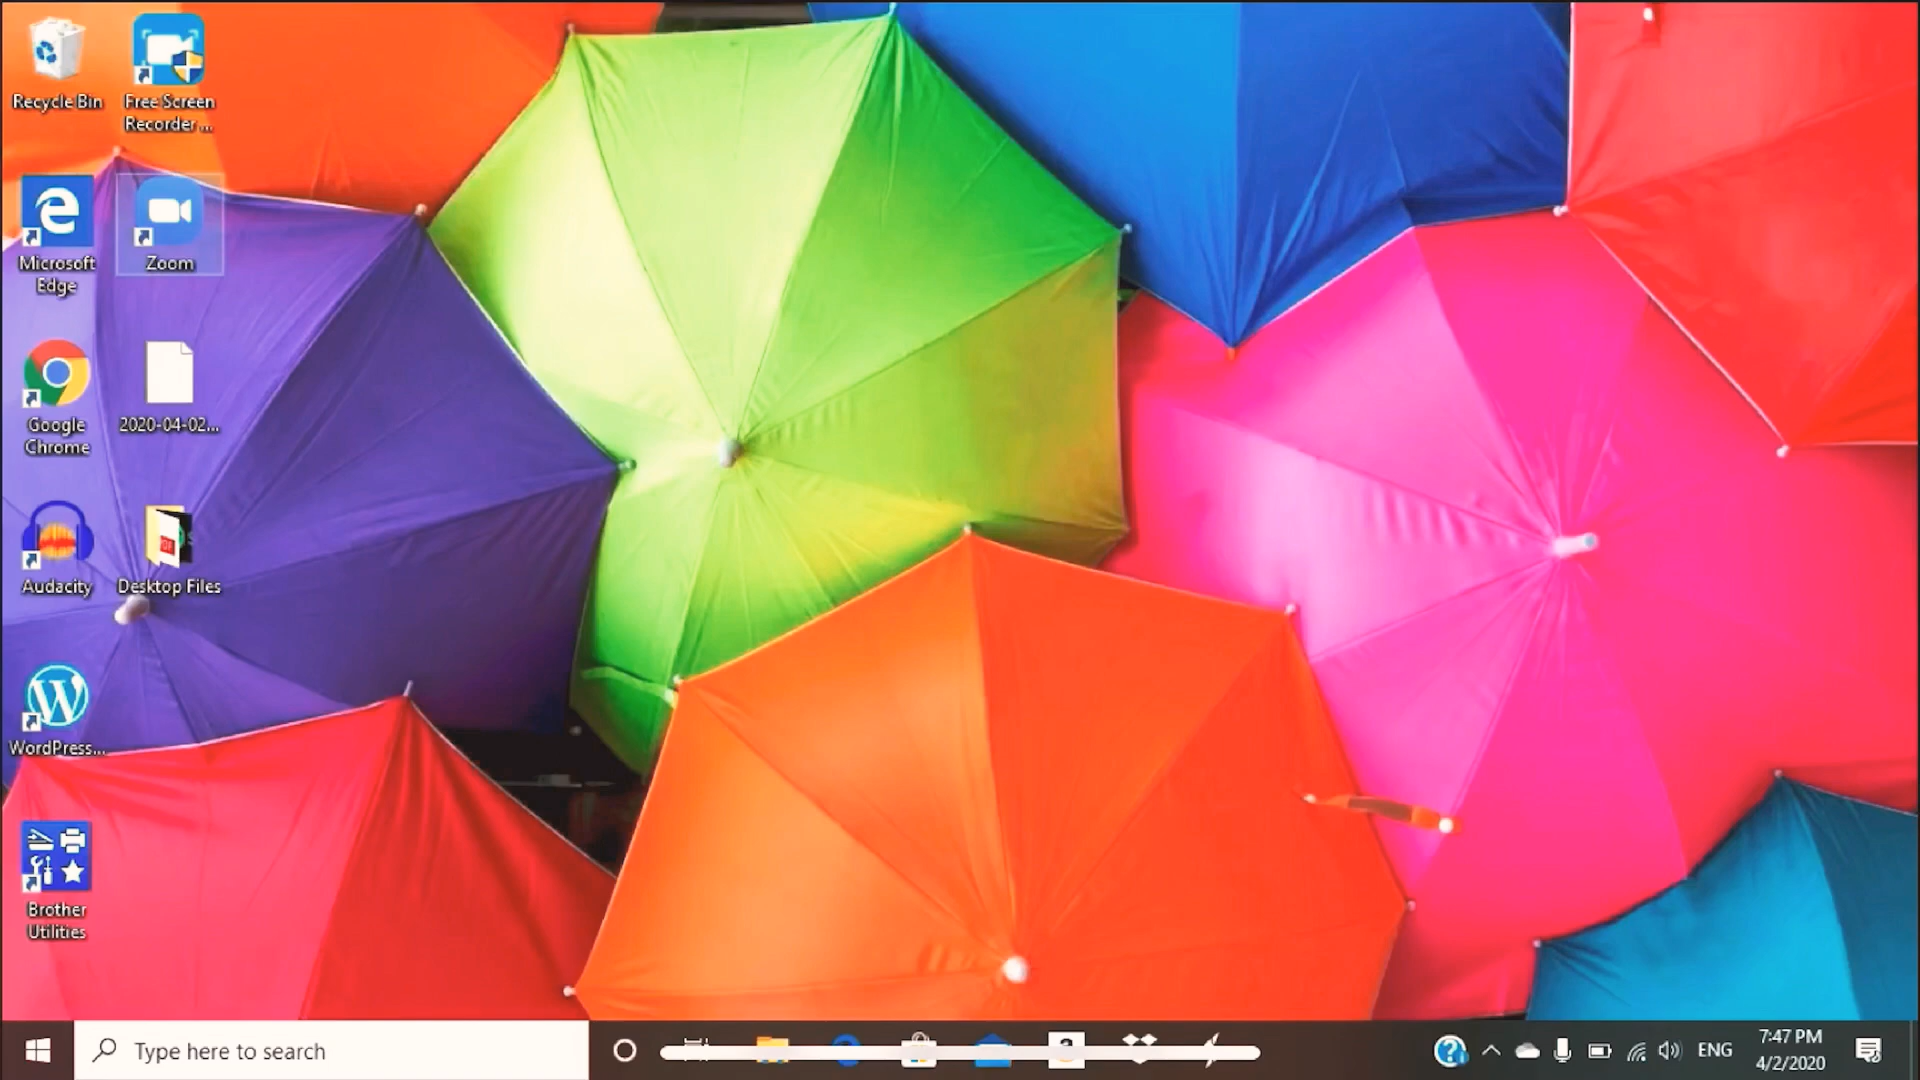 Recycle Bin
Free Screen
Recorder ...
Microsoft
Edge
Zoom
Google
Chrome
2020-04-02...
Audacity
Desktop Files
WordPress...
Brother
Utilities
Type here to search
ENG
7:47 PM
4/2/2020